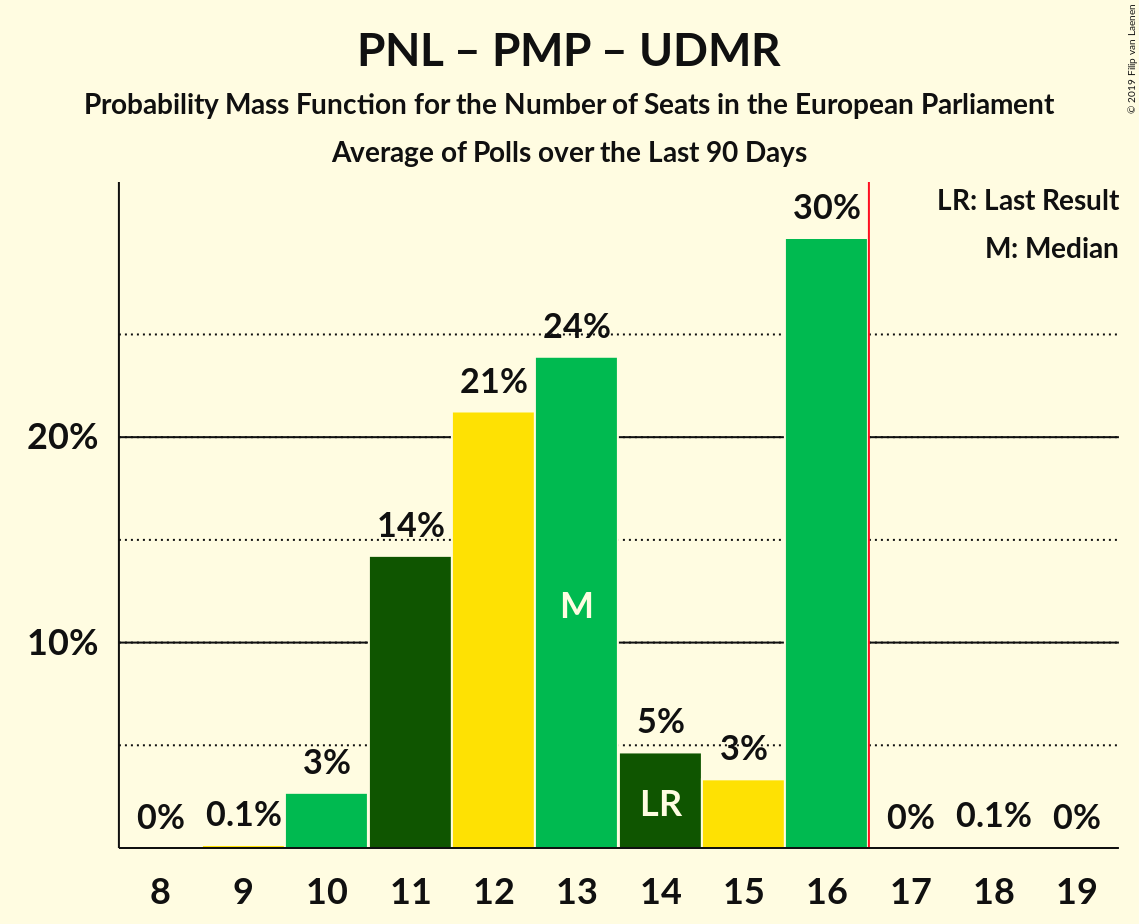 PNL – PMP – UDMR
Probability Mass Function for the Number of Seats in the European Parliament
Average of Polls over the Last 90 Days
© 2019 Filip van Laenen
LR: Last Result
M: Median
20%
10%
0%
0.1%
3%
14%
21%
24%
5%
3%
30%
0%
0.1%
0%
M
LR
8 9 10 11 12 13 14 15 16 17 18 19